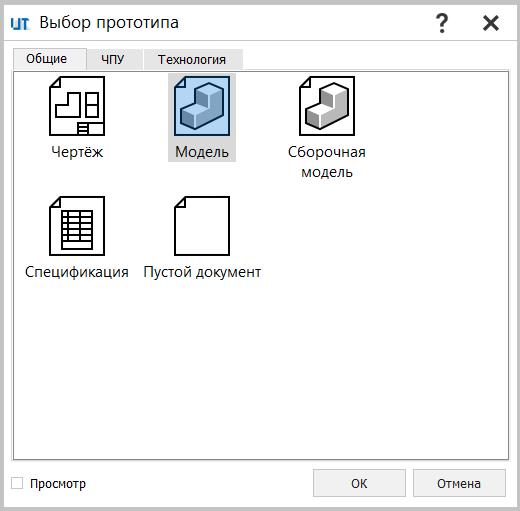 Выбор прототипа
Общие ЧПУ Технология
Чертёж Модель Сборочная
модель
Спецификация Пустой документ
Просмотр ОК Отмена